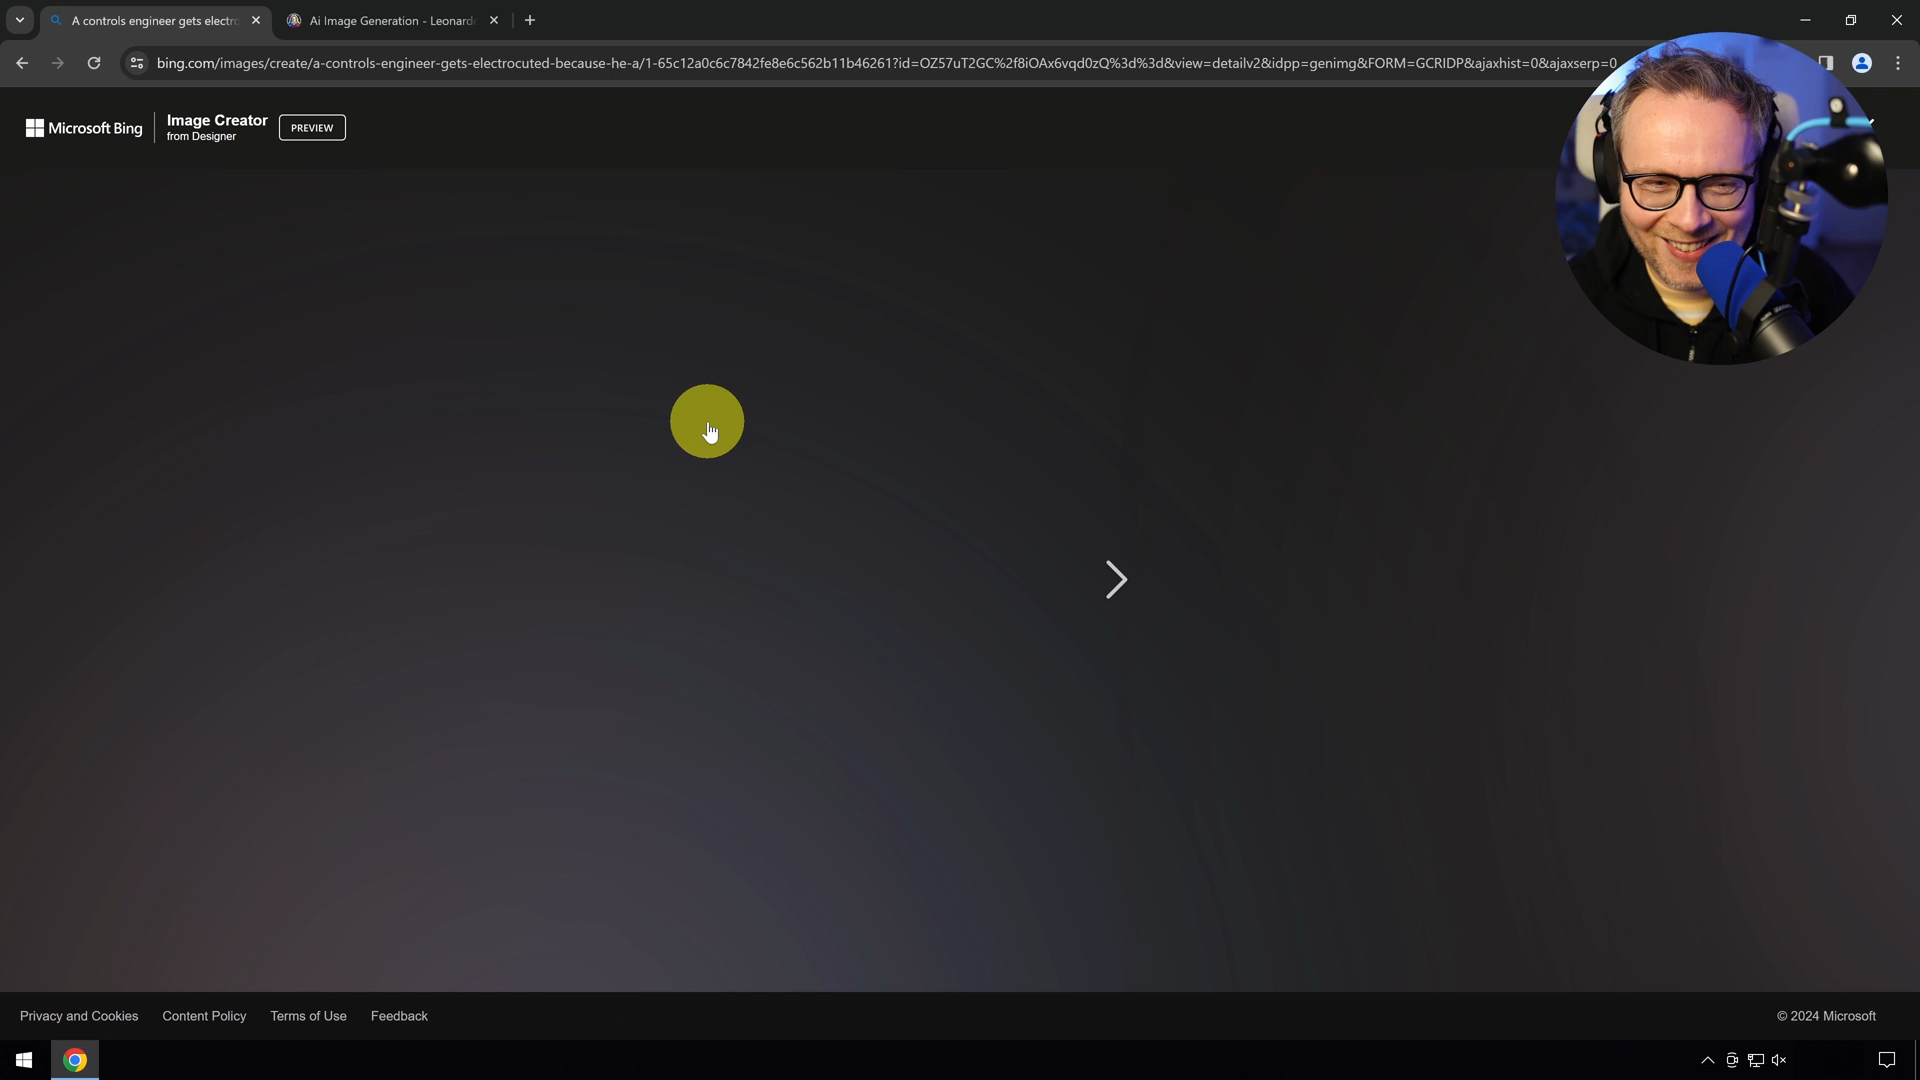 A controls engineer gets electr
Ai Image Generation - Leonard
bing.com/images/create/a-controls-engineer-gets-electrocuted-because-he-a/1-65c12a0c6c7842fe8e6c562b11b46261?id=OZ57uT2GC%2f8iOAx6vqd0zQ%3d%3d&view=detailv2&idpp=genimg&FORM=GCRIDP&ajaxhist=0&ajaxserp=0
Microsoft Bing
Image Creator
from Designer
PREVIEW
Privacy and Cookies
Content Policy
Terms of Use
Feedback
© 2024 Microsoft